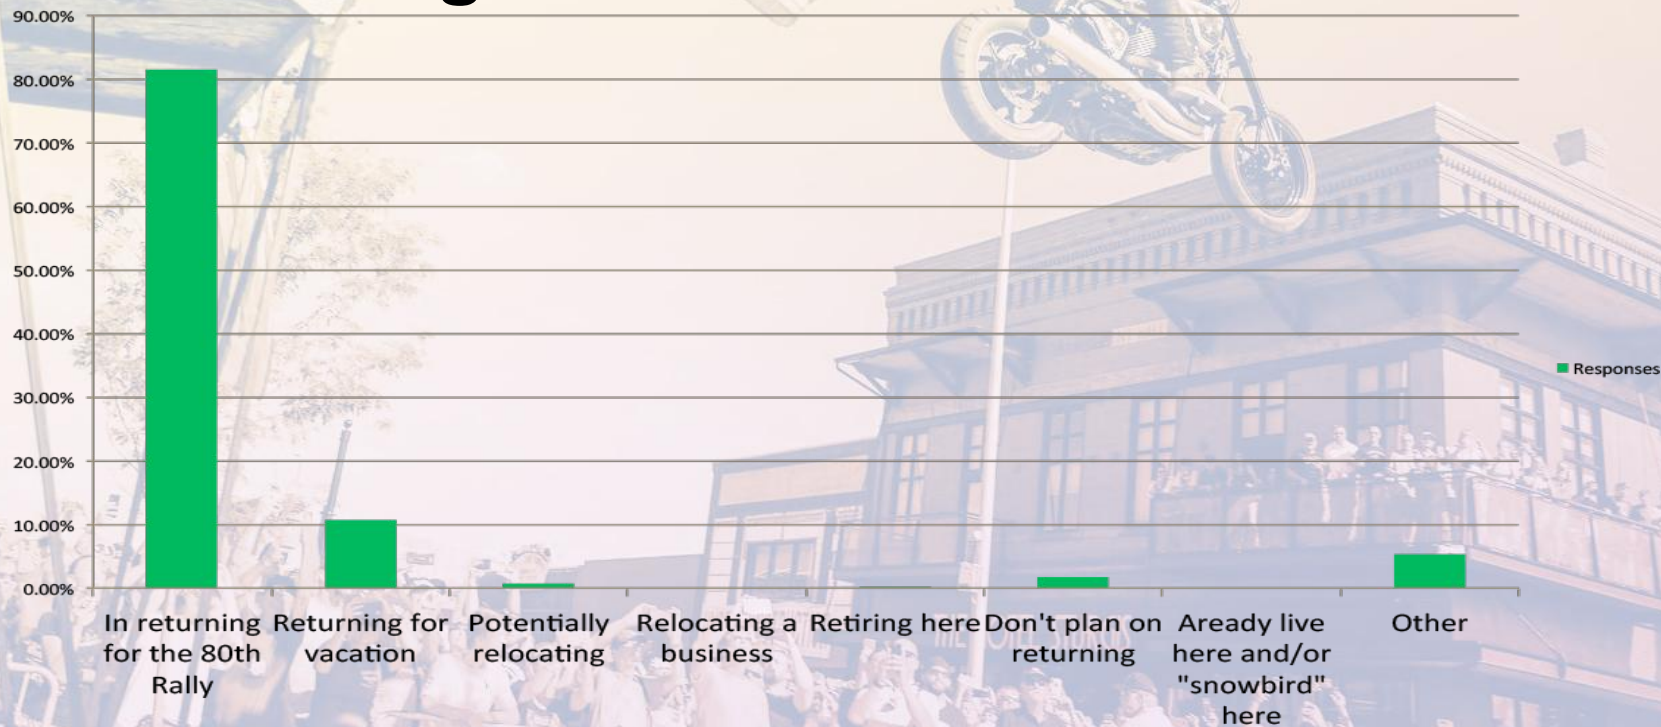 90.00%
80.00%
70.00%
60.00%
50.00%
40.00%
30.00%
20.00%
10.00%
0.00%
In returning
for the 80th
Rally
Returning for
vacation
Potentially
relocating
Relocating a
business
Retiring here
Don't plan on
returning
Aready live
here and/or
"snowbird"
here
Other
Responses